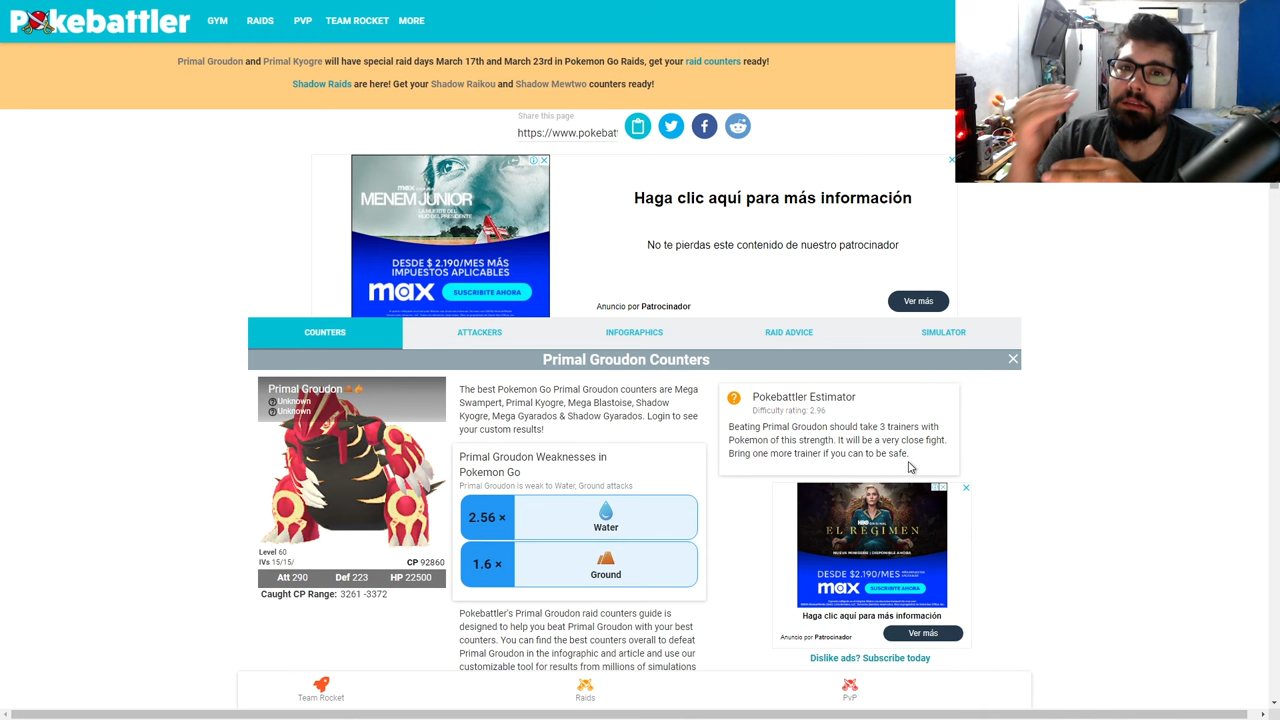 Pokebattler
GYM
RAIDS
PVP
TEAM ROCKET
MORE
Primal Groudon and Primal Kyogre will have special raid days March 17th and March 23rd in Pokemon Go Raids, get your raid counters ready!
Shadow Raids are here! Get your Shadow Raikou and Shadow Mewtwo counters ready!
Share this page
https://www.pokebatt
max
MENEM JUNIOR
LA MUERTE DEL
HIJO DEL PRESIDENTE
DESDE $ 2.190/MES MÁS
IMPUESTOS APLICABLES
max SUSCRIBITE AHORA
Haga clic aquí para más información
No te pierdas este contenido de nuestro patrocinador
Anuncio por Patrocinador
Ver más
COUNTERS
ATTACKERS
INFOGRAPHICS
RAID ADVICE
SIMULATOR
Primal Groudon Counters
Primal Groudon
Unknown
Unknown
Level 60
IVs 15/15/
CP 92860
Att 290
Def 223
HP 22500
Caught CP Range: 3261 -3372
The best Pokemon Go Primal Groudon counters are Mega
Swampert, Primal Kyogre, Mega Blastoise, Shadow
Kyogre, Mega Gyarados & Shadow Gyarados. Login to see
your custom results!
Primal Groudon Weaknesses in
Pokemon Go
Primal Groudon is weak to Water, Ground attacks
2.56 ×
Water
1.6 ×
Ground
Pokebattler's Primal Groudon raid counters guide is
designed to help you beat Primal Groudon with your best
counters. You can find the best counters overall to defeat
Primal Groudon in the infographic and article and use our
customizable tool for results from millions of simulations
Pokebattler Estimator
Difficulty rating: 2.96
Beating Primal Groudon should take 3 trainers with
Pokemon of this strength. It will be a very close fight.
Bring one more trainer if you can to be safe.
EL RÉGIMEN
DESDE $2.190/MES
max SUSCRIBITE AHORA
Haga clic aquí para más información
Anuncio por Patrocinador
Ver más
Dislike ads? Subscribe today
Team Rocket
Raids
PvP